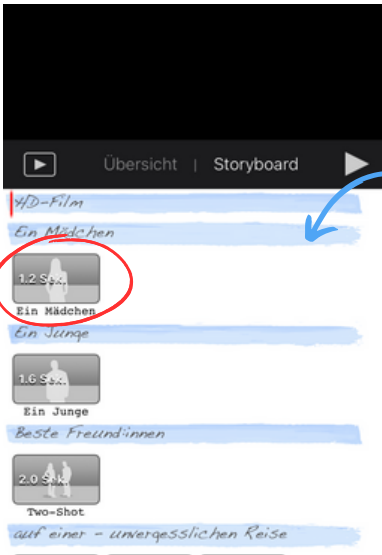 Übersicht | Storyboard
HD-Film
Ein Mädchen
1.2 Sek.
Ein Mädchen
Ein Junge
1.6 Sek.
Ein Junge
Beste Freund:innen
2.0 Sek.
Two-Shot
auf einer - unvergesslichen Reise